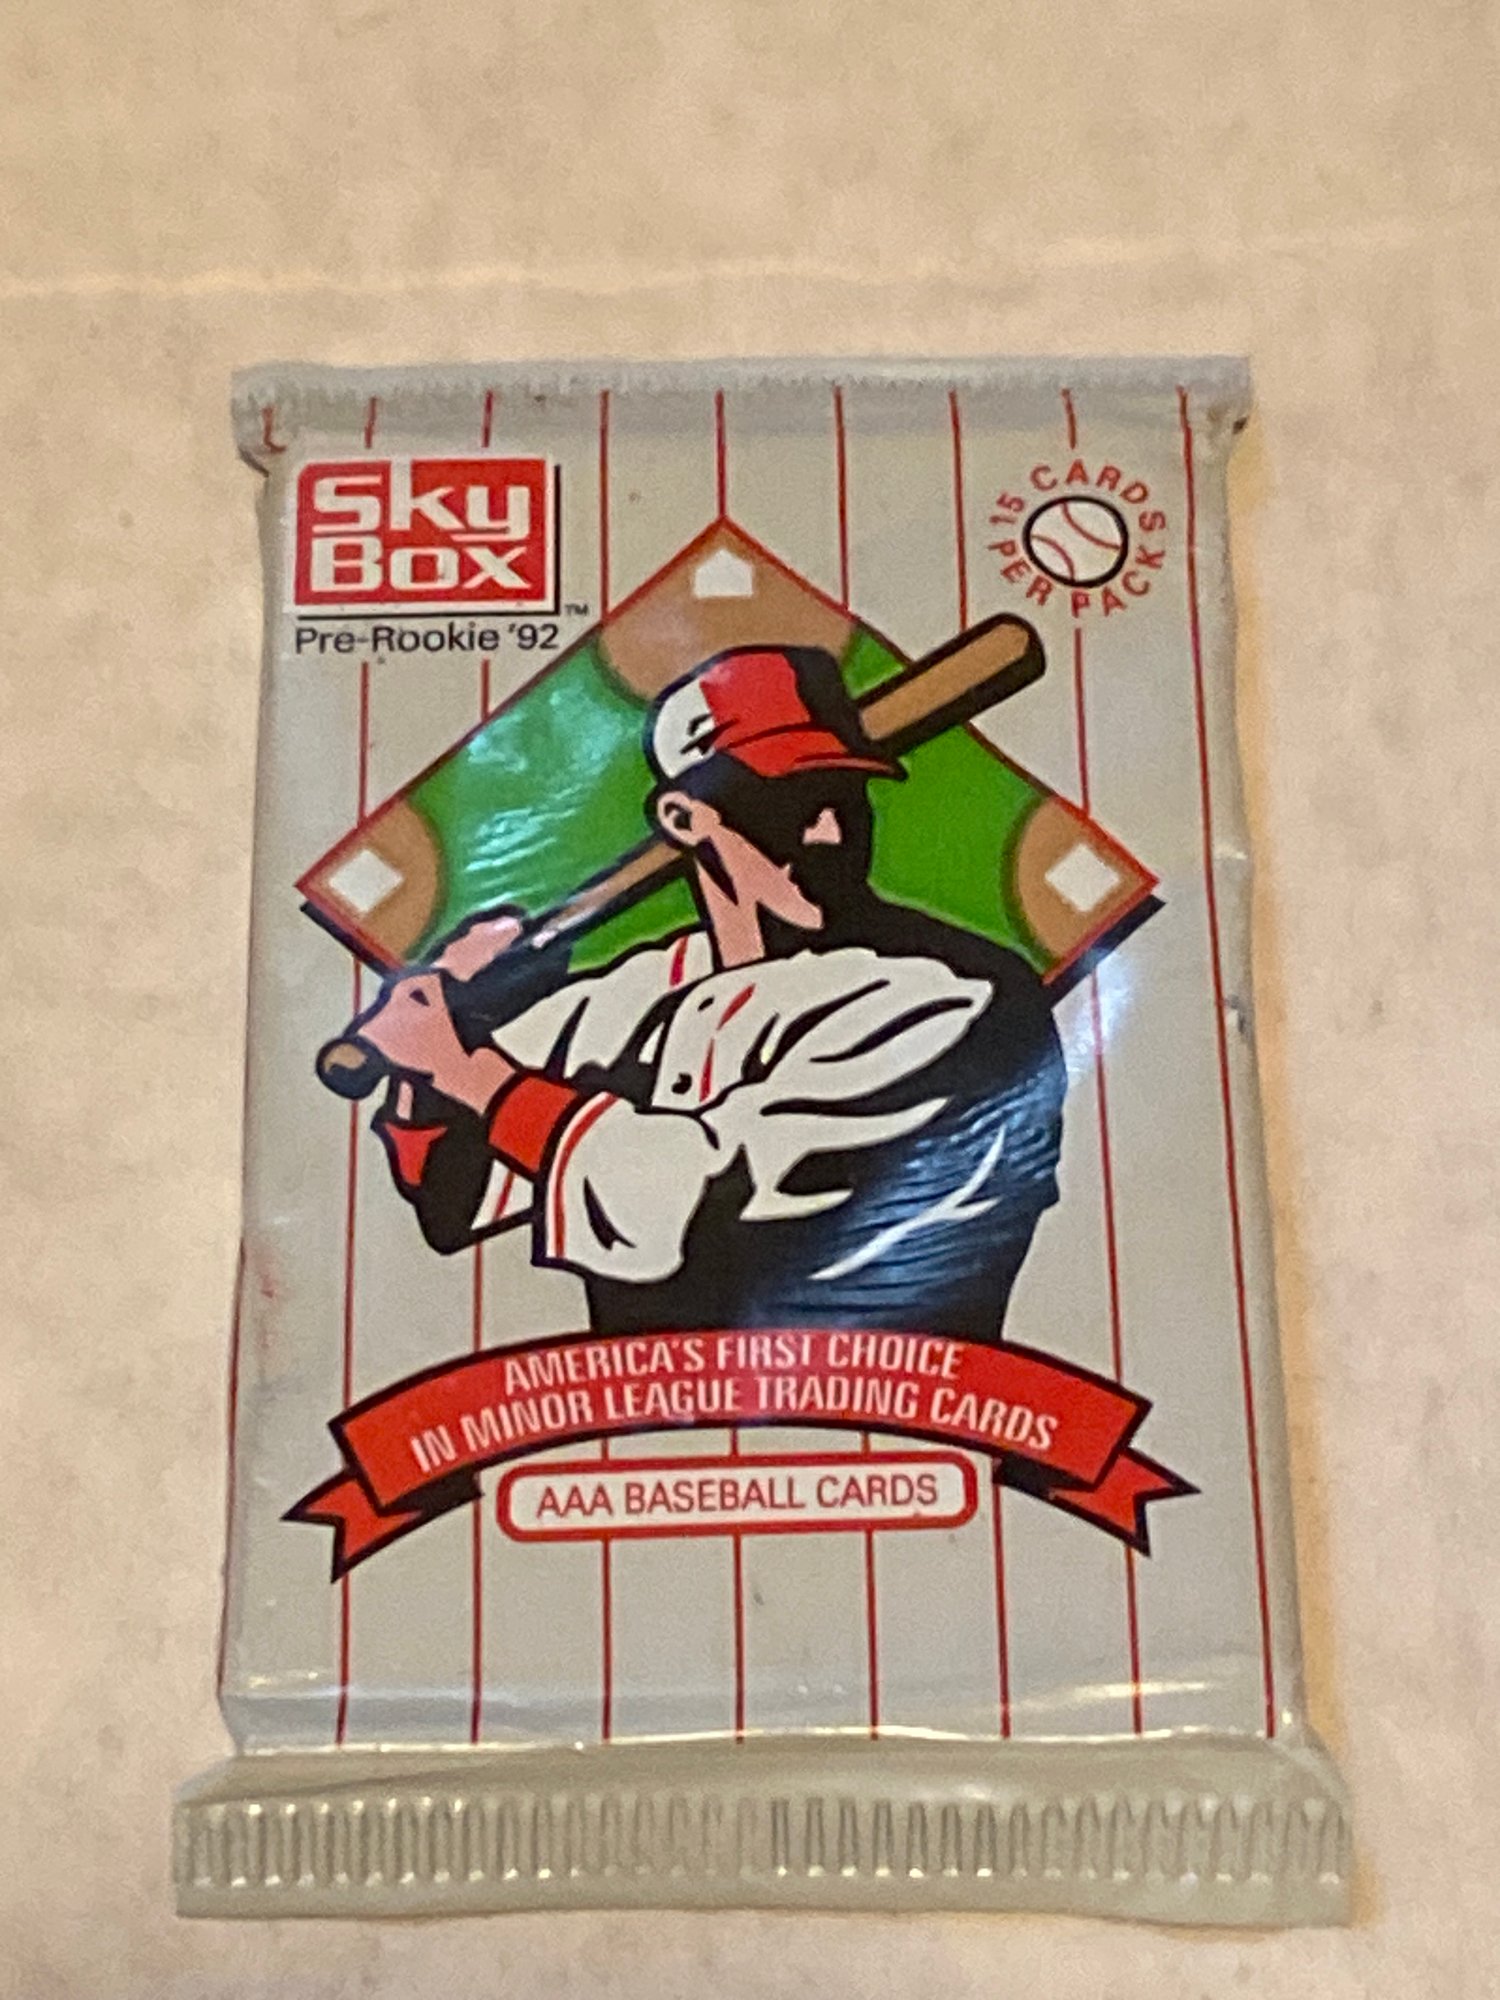 Sky
Box
™
Pre-Rookie '92
15 CARDS
PER PACK
AMERICA'S FIRST CHOICE
IN MINOR LEAGUE TRADING CARDS
AAA BASEBALL CARDS